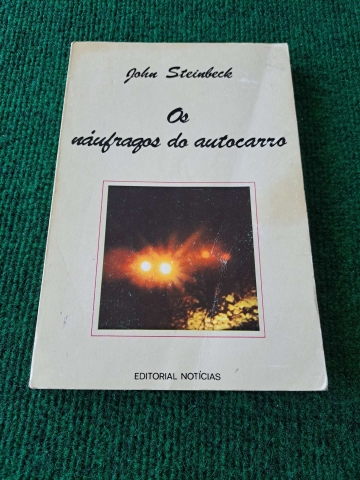 John Steinbeck
Os
náufragos do autocarro
EDITORIAL NOTÍCIAS